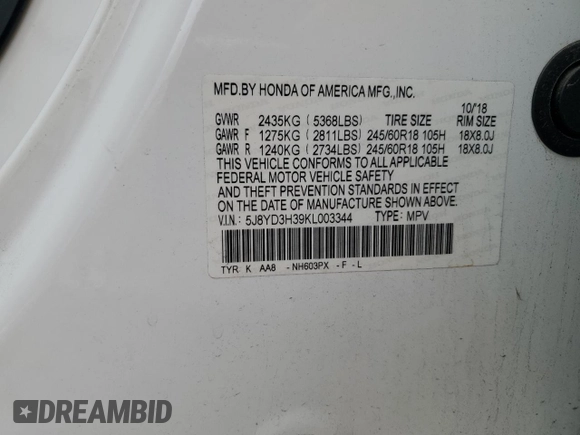 MFD.BY HONDA OF AMERICA MFG.,INC.
10/18
GVWR 2435KG (5368LBS) TIRE SIZE RIM SIZE
GAWR F 1275KG (2811LBS) 245/60R18 105H 18X8.0J
GAWR R 1240KG (2734LBS) 245/60R18 105H 18X8.0J
THIS VEHICLE CONFORMS TO ALL APPLICABLE
FEDERAL MOTOR VEHICLE SAFETY
AND THEFT PREVENTION STANDARDS IN EFFECT
ON THE DATE OF MANUFACTURE SHOWN ABOVE.
V.I.N.: 5J8YD3H39KL003344 TYPE: MPV
TYR: K AA8 -NH603PX -F -L
DREAMBID